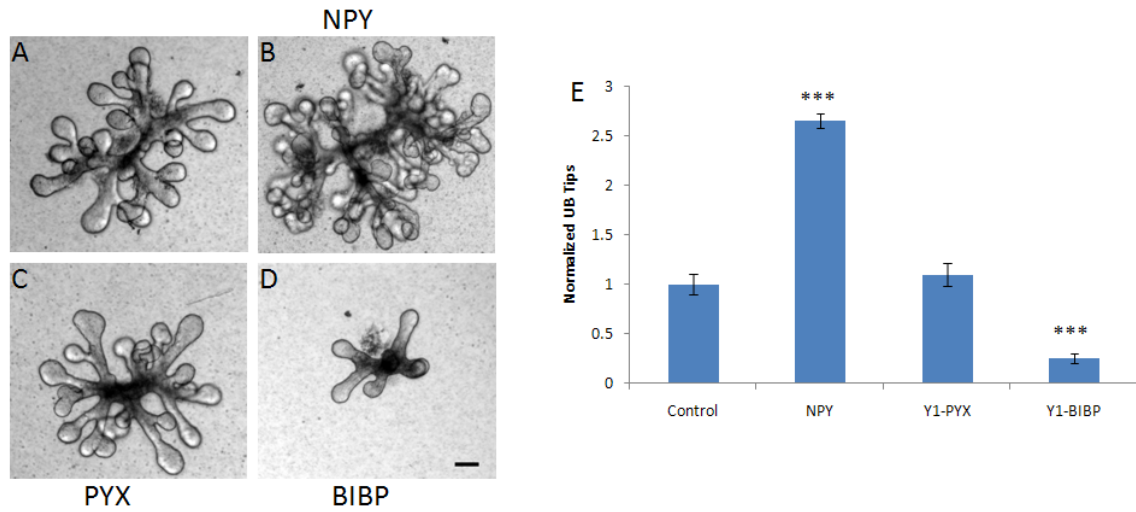 NPY
A
B
C
D
PYX
BIBP
E
3
2.5
2
1.5
1
0.5
0
Normalized UB Tips
***
***
Control
NPY
Y1-PYX
Y1-BIBP